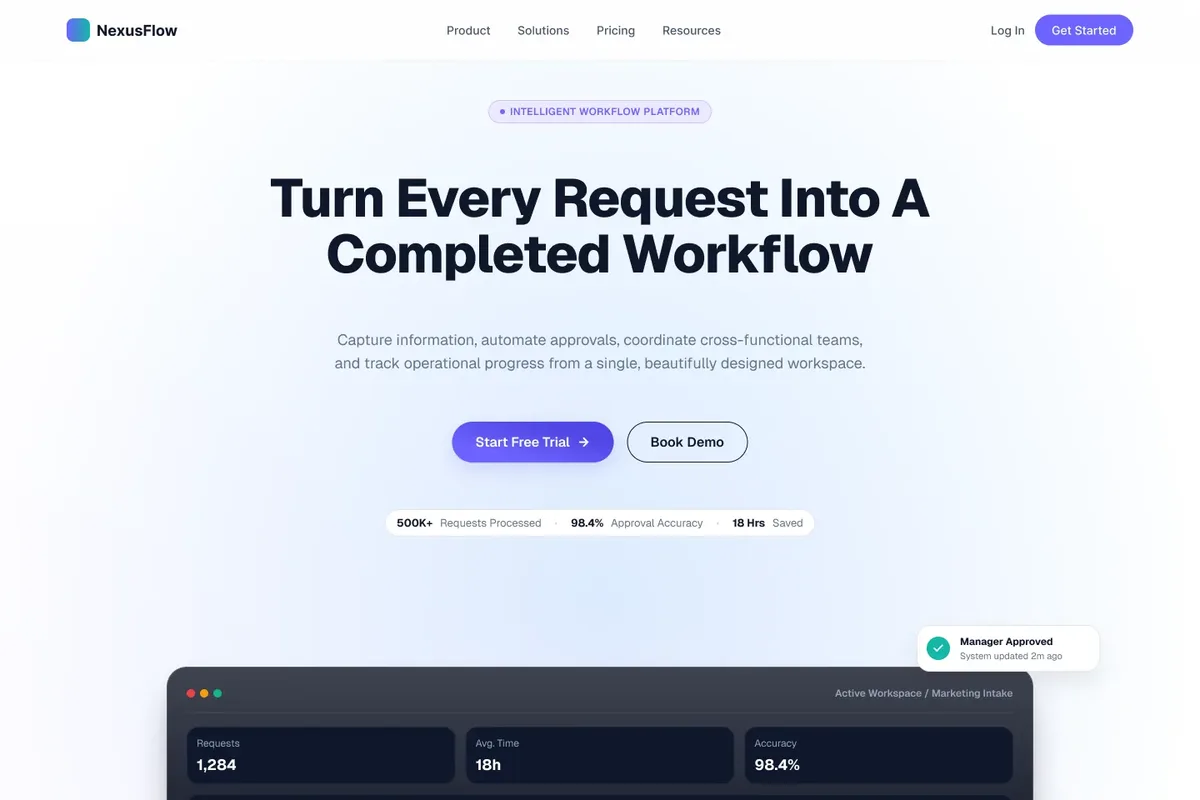 NexusFlow
Product
Solutions
Pricing
Resources
Log In
Get Started
INTELLIGENT WORKFLOW PLATFORM
Turn Every Request Into A
Completed Workflow
Capture information, automate approvals, coordinate cross-functional teams,
and track operational progress from a single, beautifully designed workspace.
Start Free Trial →
Book Demo
500K+ Requests Processed · 98.4% Approval Accuracy · 18 Hrs Saved
Manager Approved
System updated 2m ago
Active Workspace / Marketing Intake
Requests
1,284
Avg. Time
18h
Accuracy
98.4%